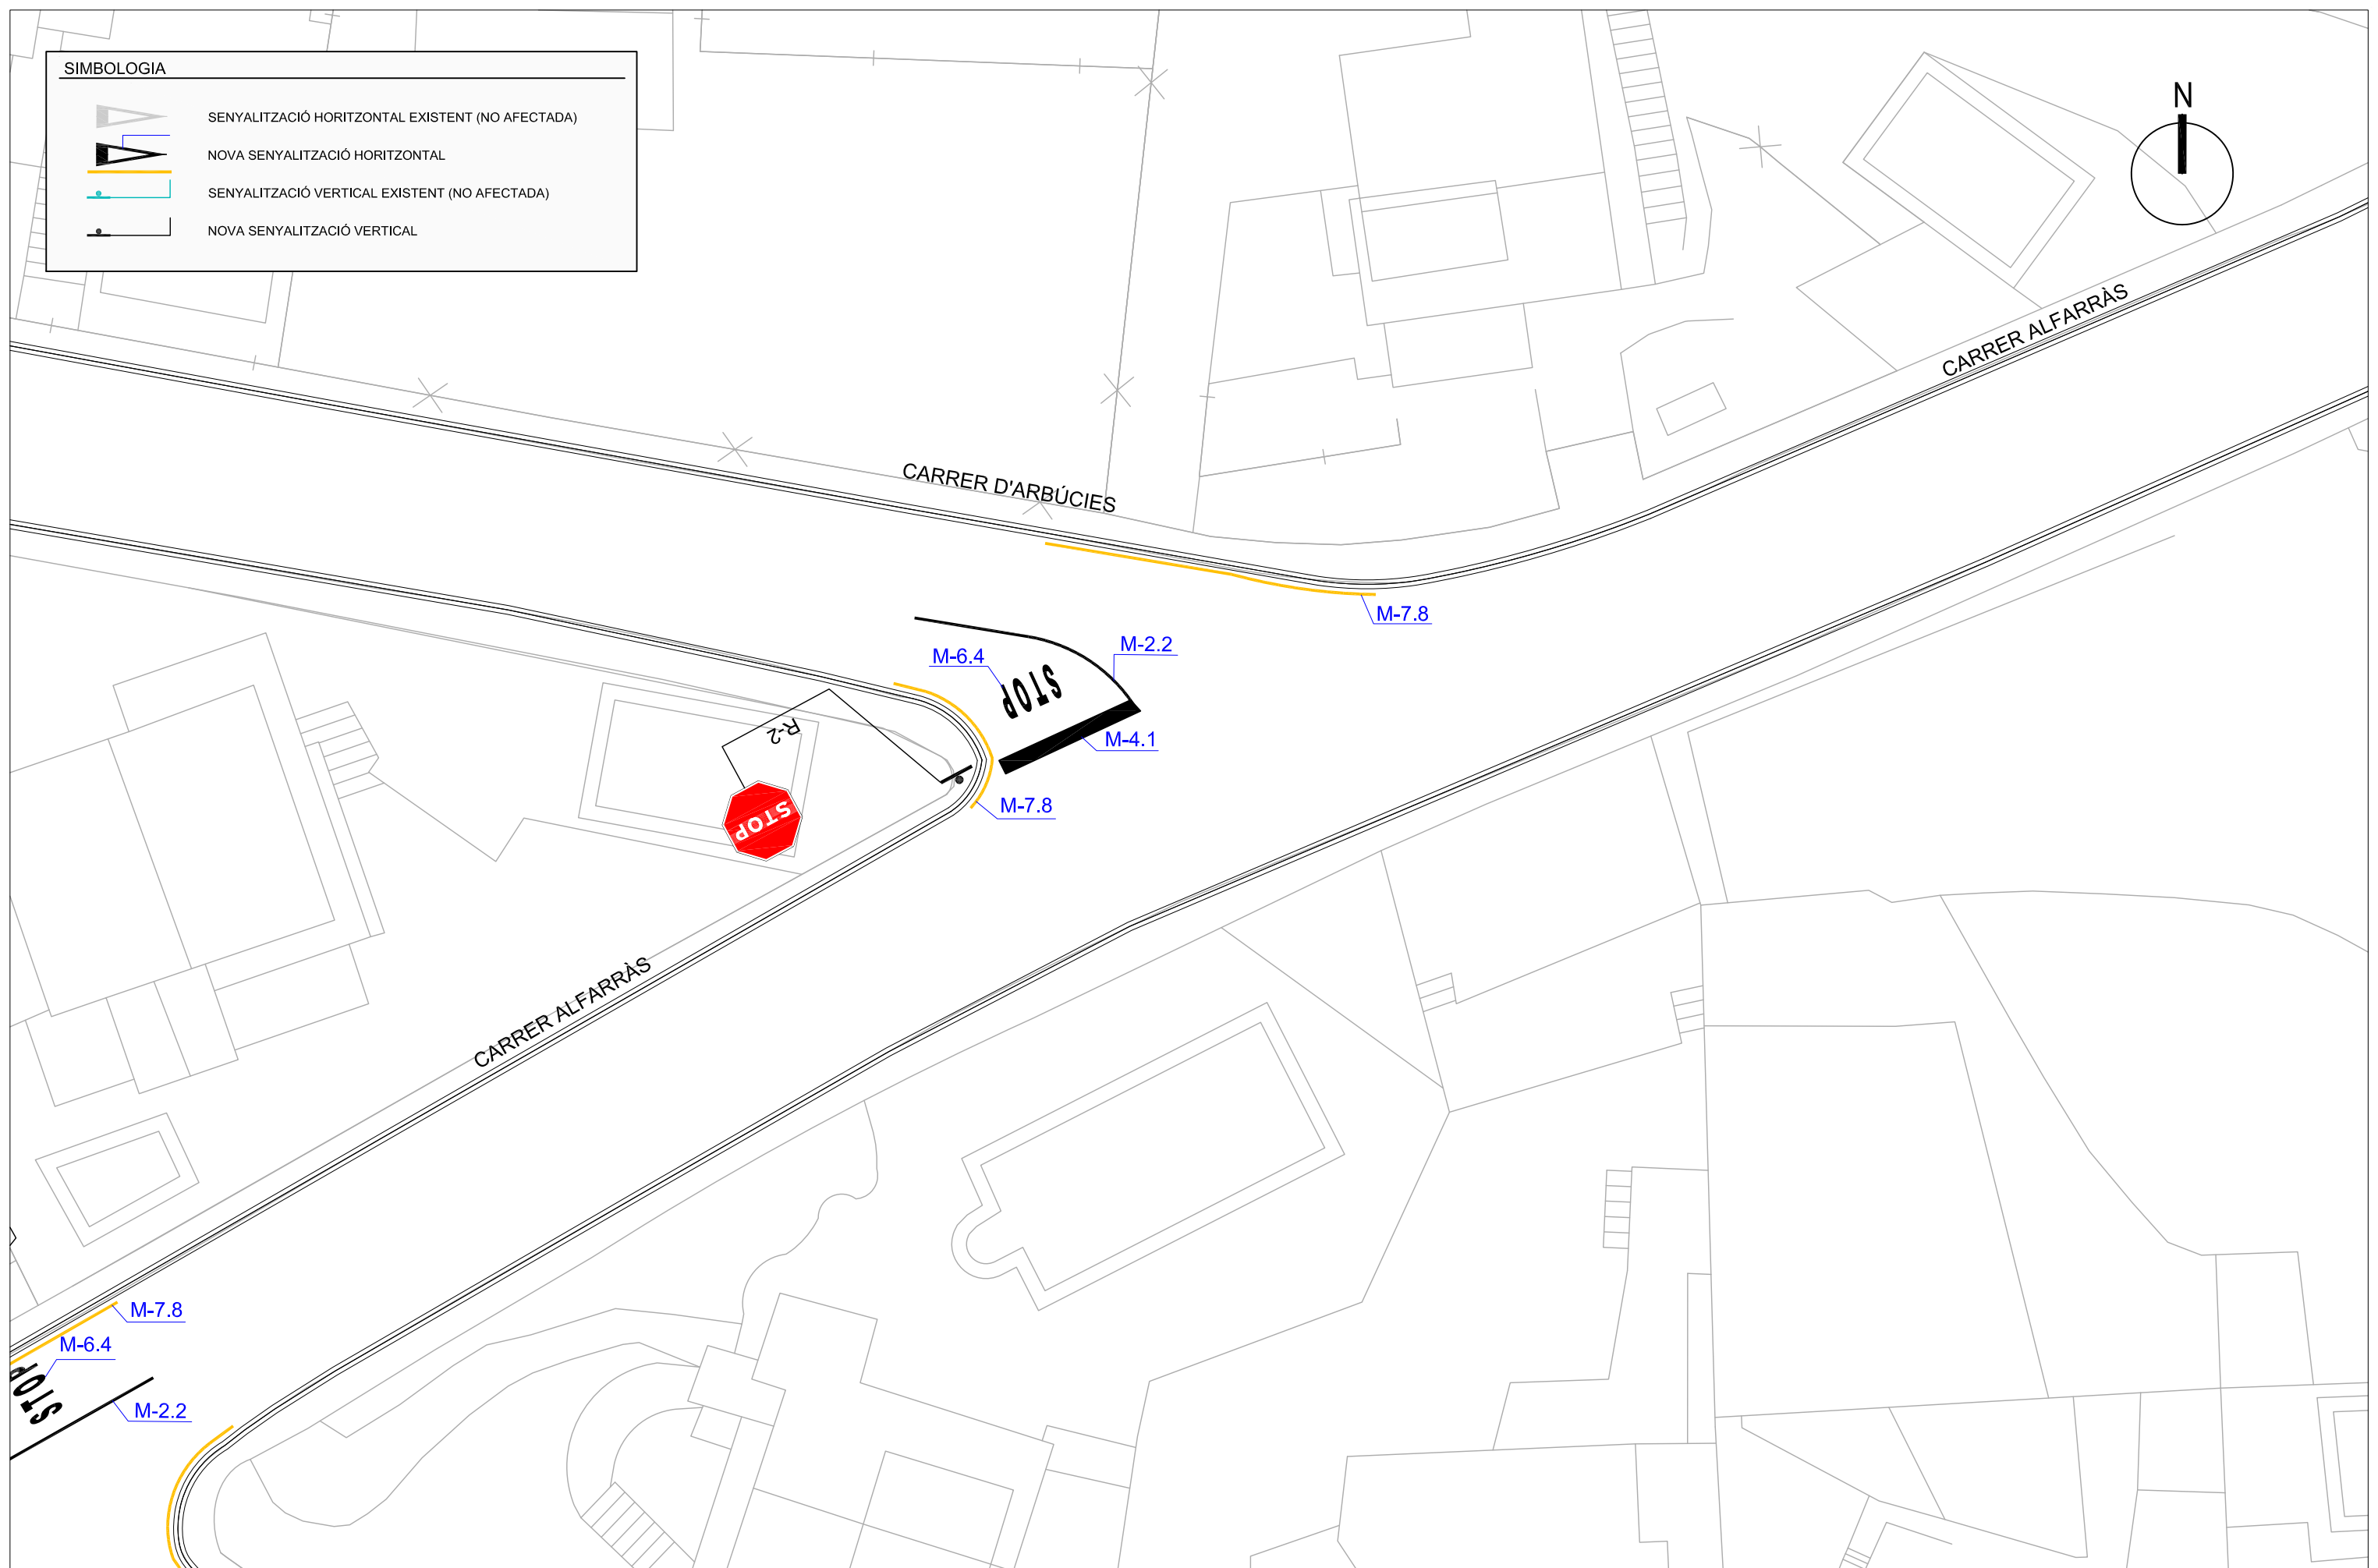 SIMBOLOGIA
SENYALITZACIÓ HORITZONTAL EXISTENT (NO AFECTADA)
NOVA SENYALITZACIÓ HORITZONTAL
SENYALITZACIÓ VERTICAL EXISTENT (NO AFECTADA)
NOVA SENYALITZACIÓ VERTICAL
N
CARRER ALFARRÀS
CARRER D'ARBÚCIES
M-7.8
M-2.2
M-6.4
STOP
R-2
M-4.1
M-7.8
STOP
CARRER ALFARRÀS
M-7.8
M-6.4
STOP
M-2.2